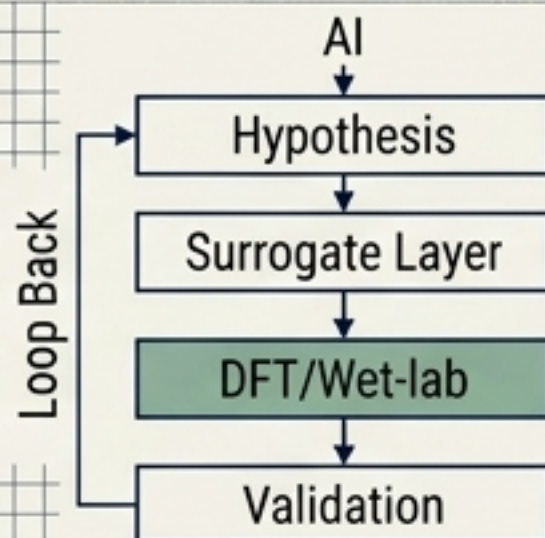 AI
Hypothesis
Surrogate Layer
DFT/Wet-lab
Validation
Loop Back